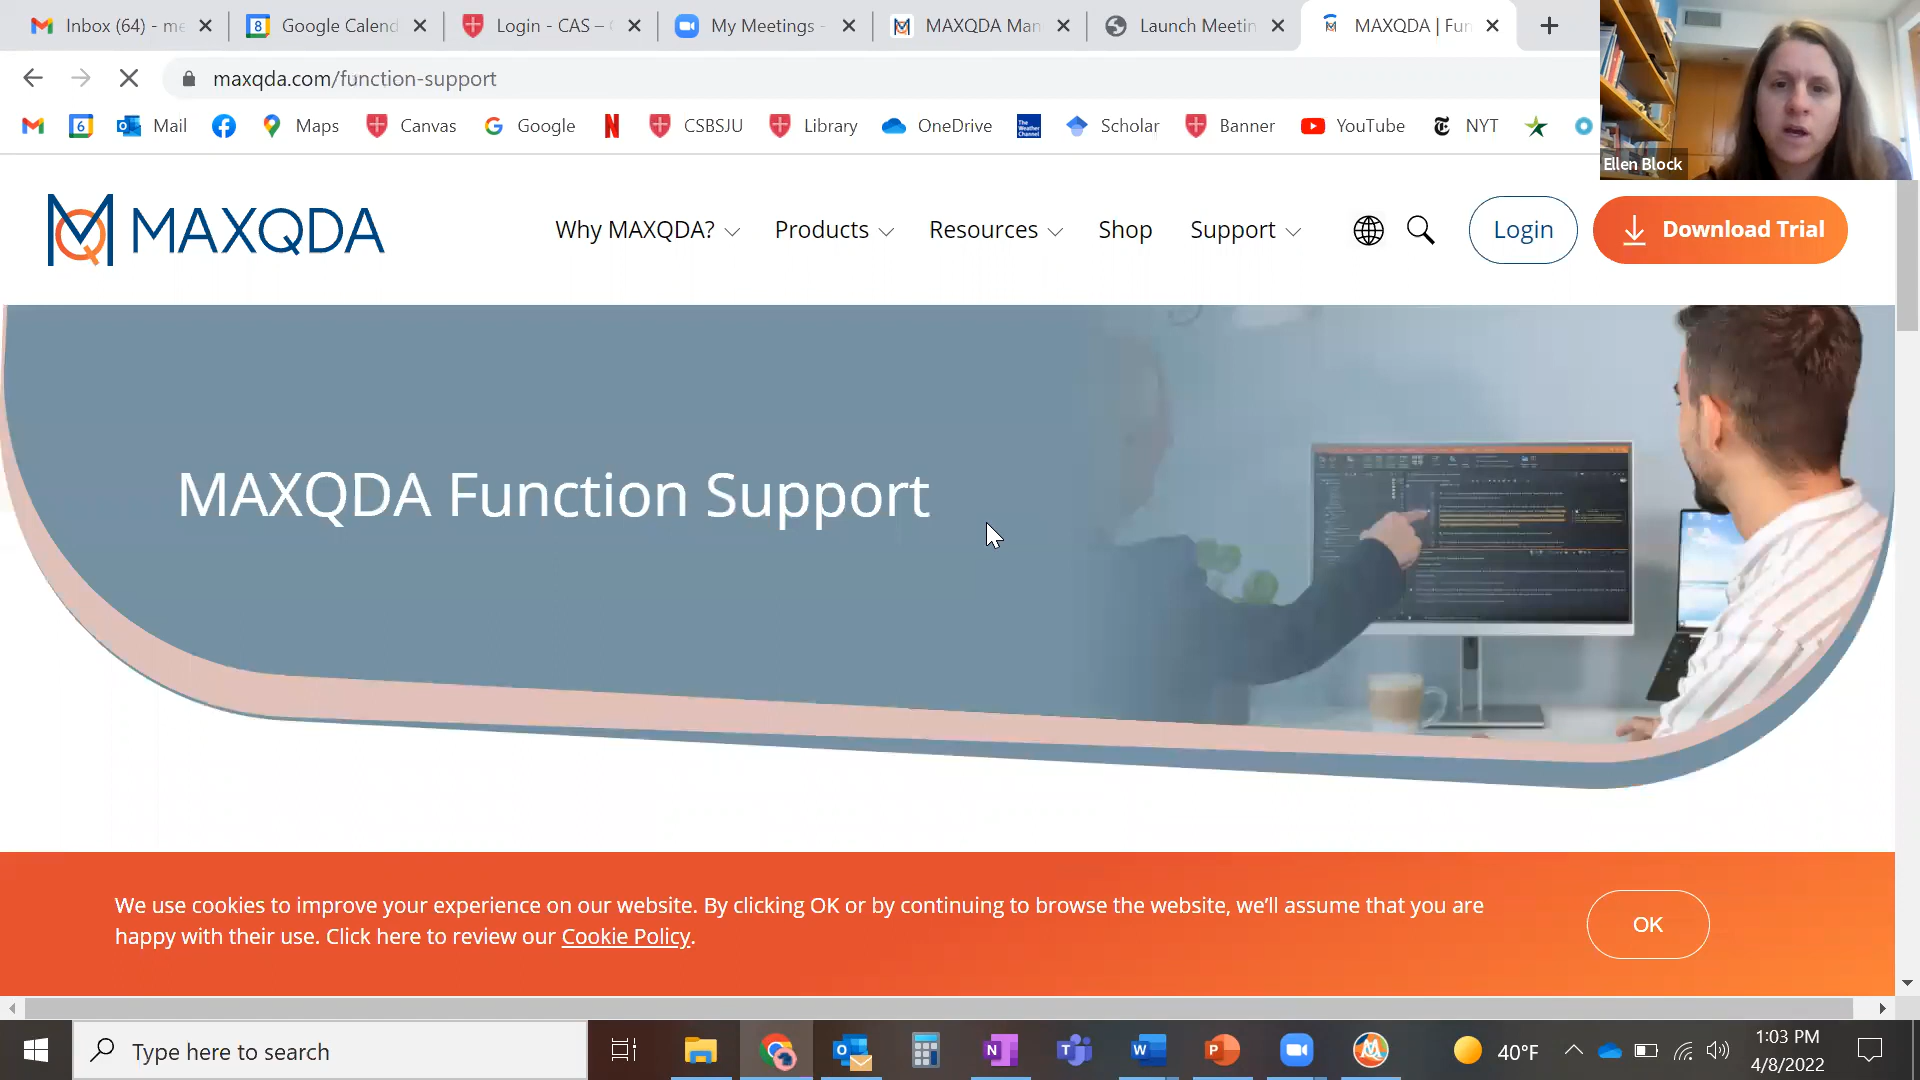 Inbox (64) - me
Google Calend
Login - CAS –
My Meetings -
MAXQDA Man
Launch Meetin
MAXQDA | Fun
maxqda.com/function-support
Mail
Maps
Canvas
Google
CSBSJU
Library
OneDrive
Scholar
Banner
YouTube
NYT
Ellen Block
MAXQDA
Why MAXQDA?
Products
Resources
Shop
Support
Login
Download Trial
MAXQDA Function Support
We use cookies to improve your experience on our website. By clicking OK or by continuing to browse the website, we’ll assume that you are
happy with their use. Click here to review our Cookie Policy.
OK
Type here to search
40°F
1:03 PM
4/8/2022